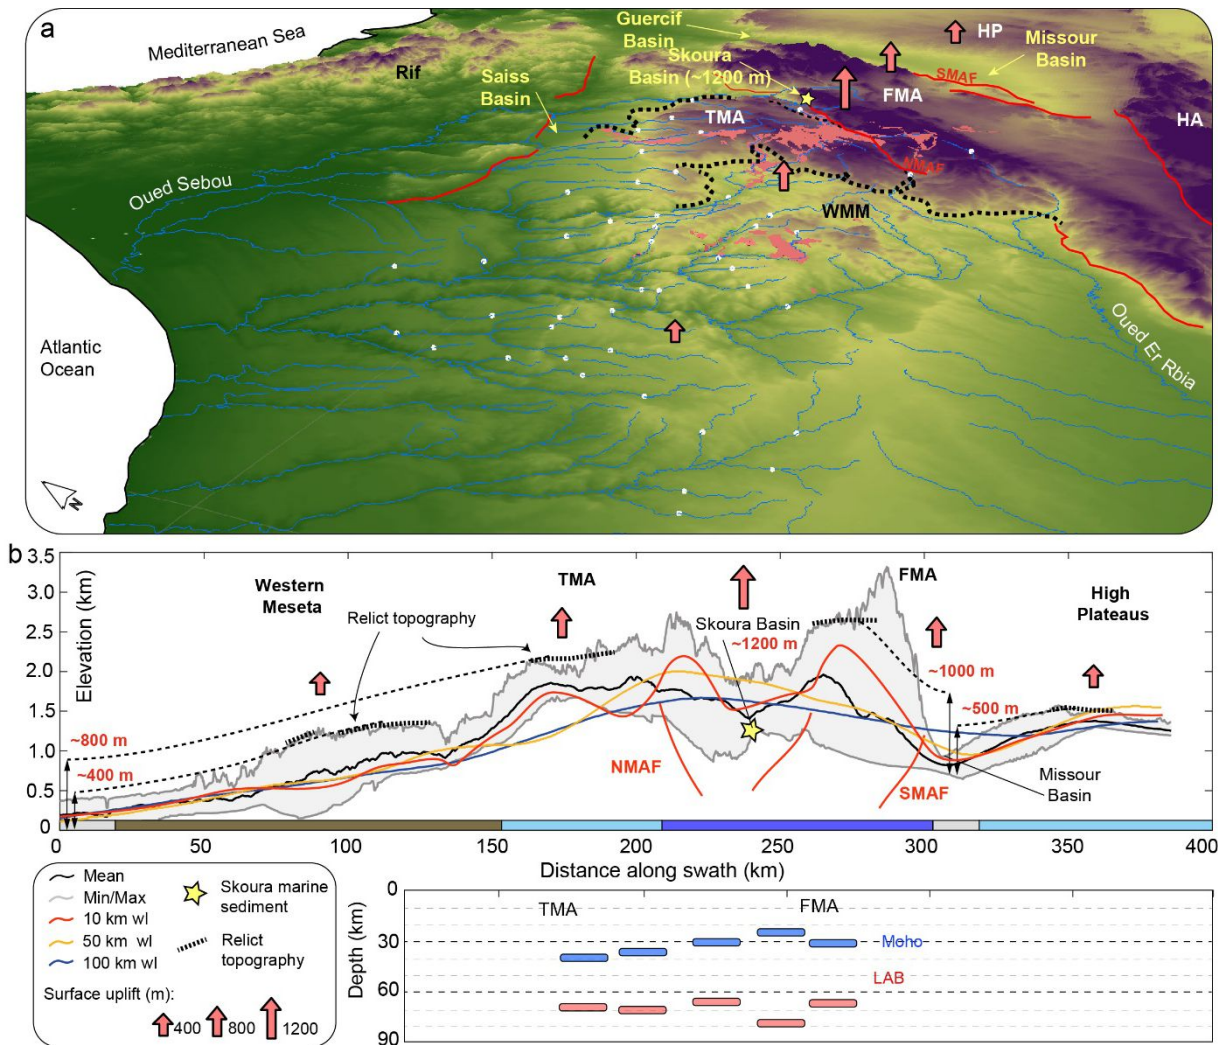 a
Mediterranean Sea
Guercif
Basin
Skoura
Basin (~1200 m)
HP
Missour
Basin
SMAF
FMA
HA
Rif
Saiss
Basin
TMA
NMAF
WMM
Oued Sebou
Oued Er Rbia
Atlantic
Ocean
N
b
Elevation (km)
3.5
3.0
2.5
2.0
1.5
1.0
0.5
0
Western
Meseta
Relict topography
TMA
Skoura Basin
~1200 m
FMA
High
Plateaus
~1000 m
~500 m
~800 m
~400 m
NMAF
SMAF
Missour
Basin
0
50
100
150
200
250
300
350
400
Distance along swath (km)
Mean
Min/Max
10 km wl
50 km wl
100 km wl
Skoura marine
sediment
Relict
topography
Surface uplift (m):
400
800
1200
Depth (km)
0
30
60
90
TMA
FMA
Moho
LAB